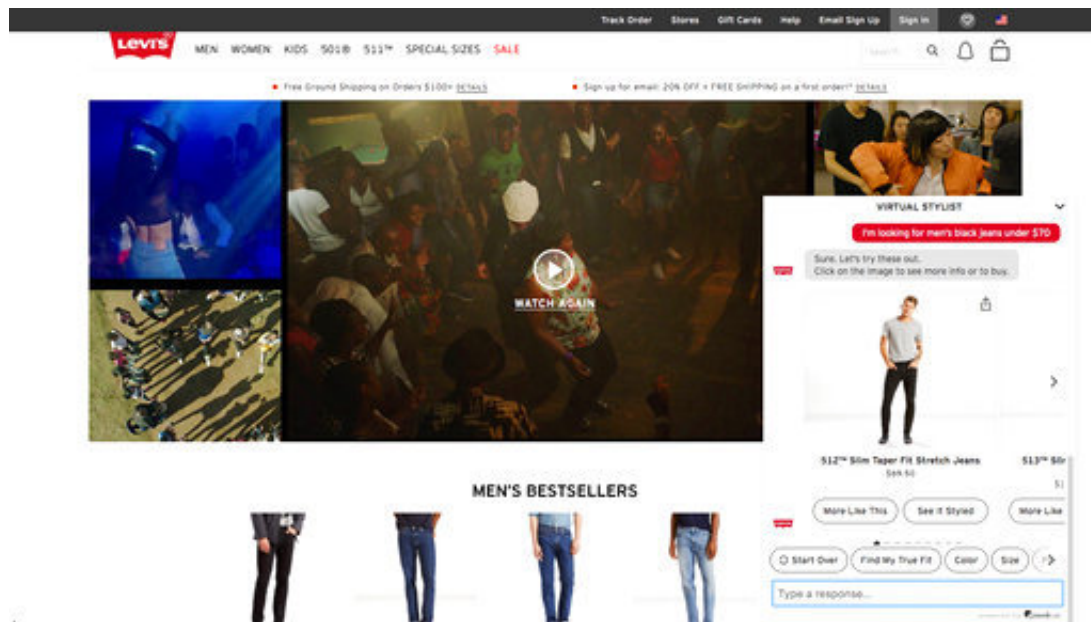 Track Order Stores Gift Cards Help Email Sign Up Sign In
LEVI'S
MEN WOMEN KIDS 501® 511™ SPECIAL SIZES SALE
Free Ground Shipping on Orders $100+ DETAILS
Sign up for email: 20% OFF + FREE SHIPPING on a first order!* DETAILS
WATCH AGAIN
VIRTUAL STYLIST
I'm looking for men's black jeans under $70
Sure. Let's try these out.
Click on the image to see more info or to buy.
512™ Slim Taper Fit Stretch Jeans
513™ Slim
More Like This
See It Styled
More Like
Start Over
Find My True Fit
Color
Size
Type a response...
MEN'S BESTSELLERS